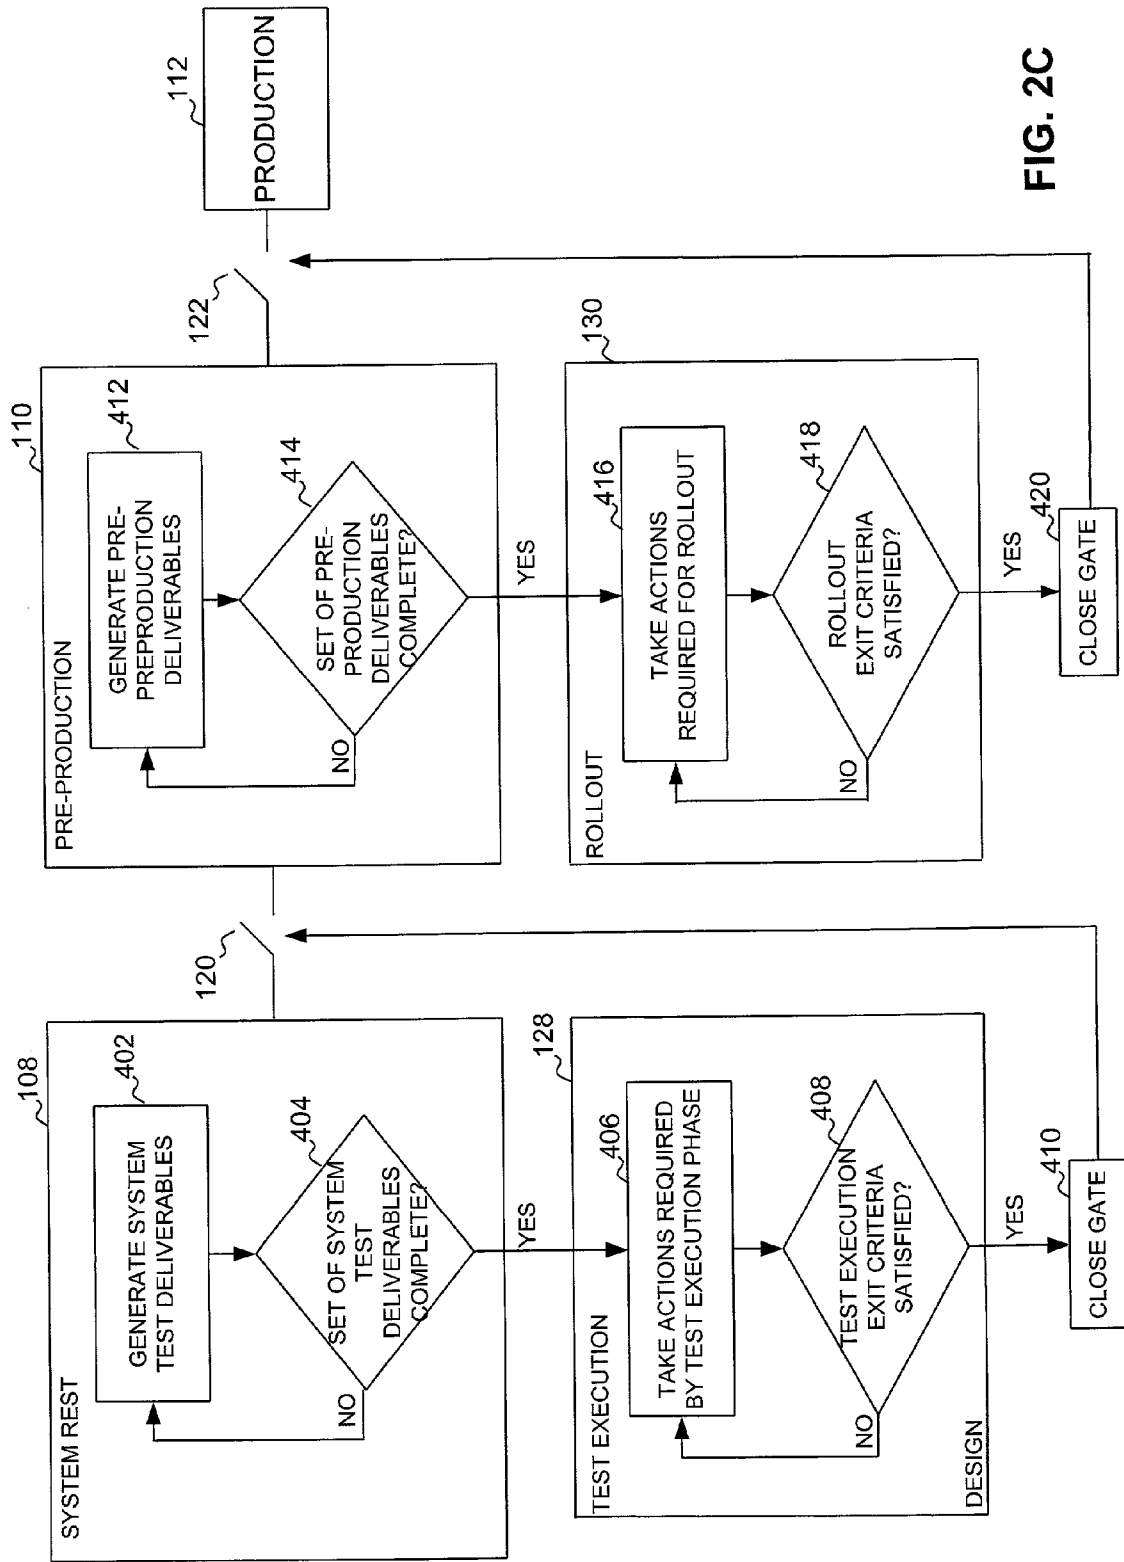 108
SYSTEM REST
402
GENERATE SYSTEM
TEST DELIVERABLES
404
SET OF SYSTEM
TEST
DELIVERABLES
COMPLETE?
NO
YES
120
TEST EXECUTION
128
406
TAKE ACTIONS REQUIRED
BY TEST EXECUTION PHASE
408
TEST EXECUTION
EXIT CRITERIA
SATISFIED?
NO
YES
DESIGN
410
CLOSE GATE
110
PRE-PRODUCTION
412
GENERATE PRE-
PREPRODUCTION
DELIVERABLES
414
SET OF PRE-
PRODUCTION
DELIVERABLES
COMPLETE?
NO
YES
122
ROLLOUT
130
416
TAKE ACTIONS
REQUIRED FOR ROLLOUT
418
ROLLOUT
EXIT CRITERIA
SATISFIED?
NO
YES
420
CLOSE GATE
112
PRODUCTION
FIG. 2C